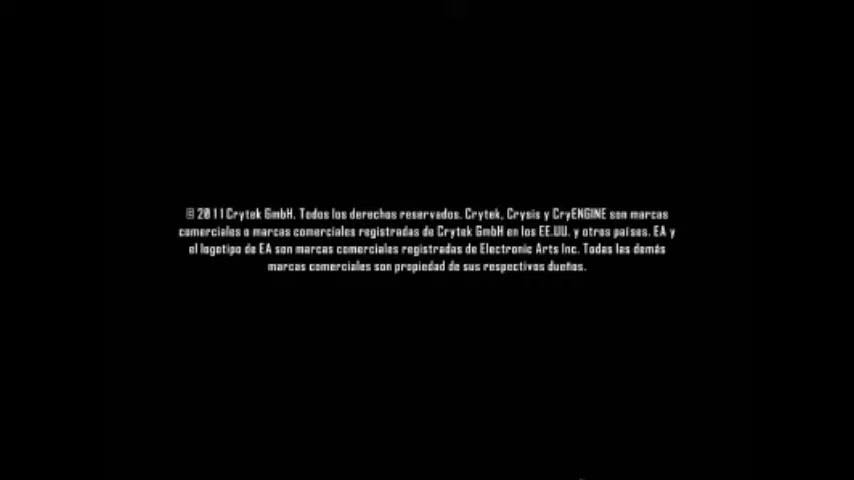 © 2011 Crytek GmbH. Todos los derechos reservados. Crytek, Crysis y CryENGINE son marcas
comerciales o marcas comerciales registradas de Crytek GmbH en los EE.UU. y otros países. EA y
el logotipo de EA son marcas comerciales registradas de Electronic Arts Inc. Todas las demás
marcas comerciales son propiedad de sus respectivos dueños.